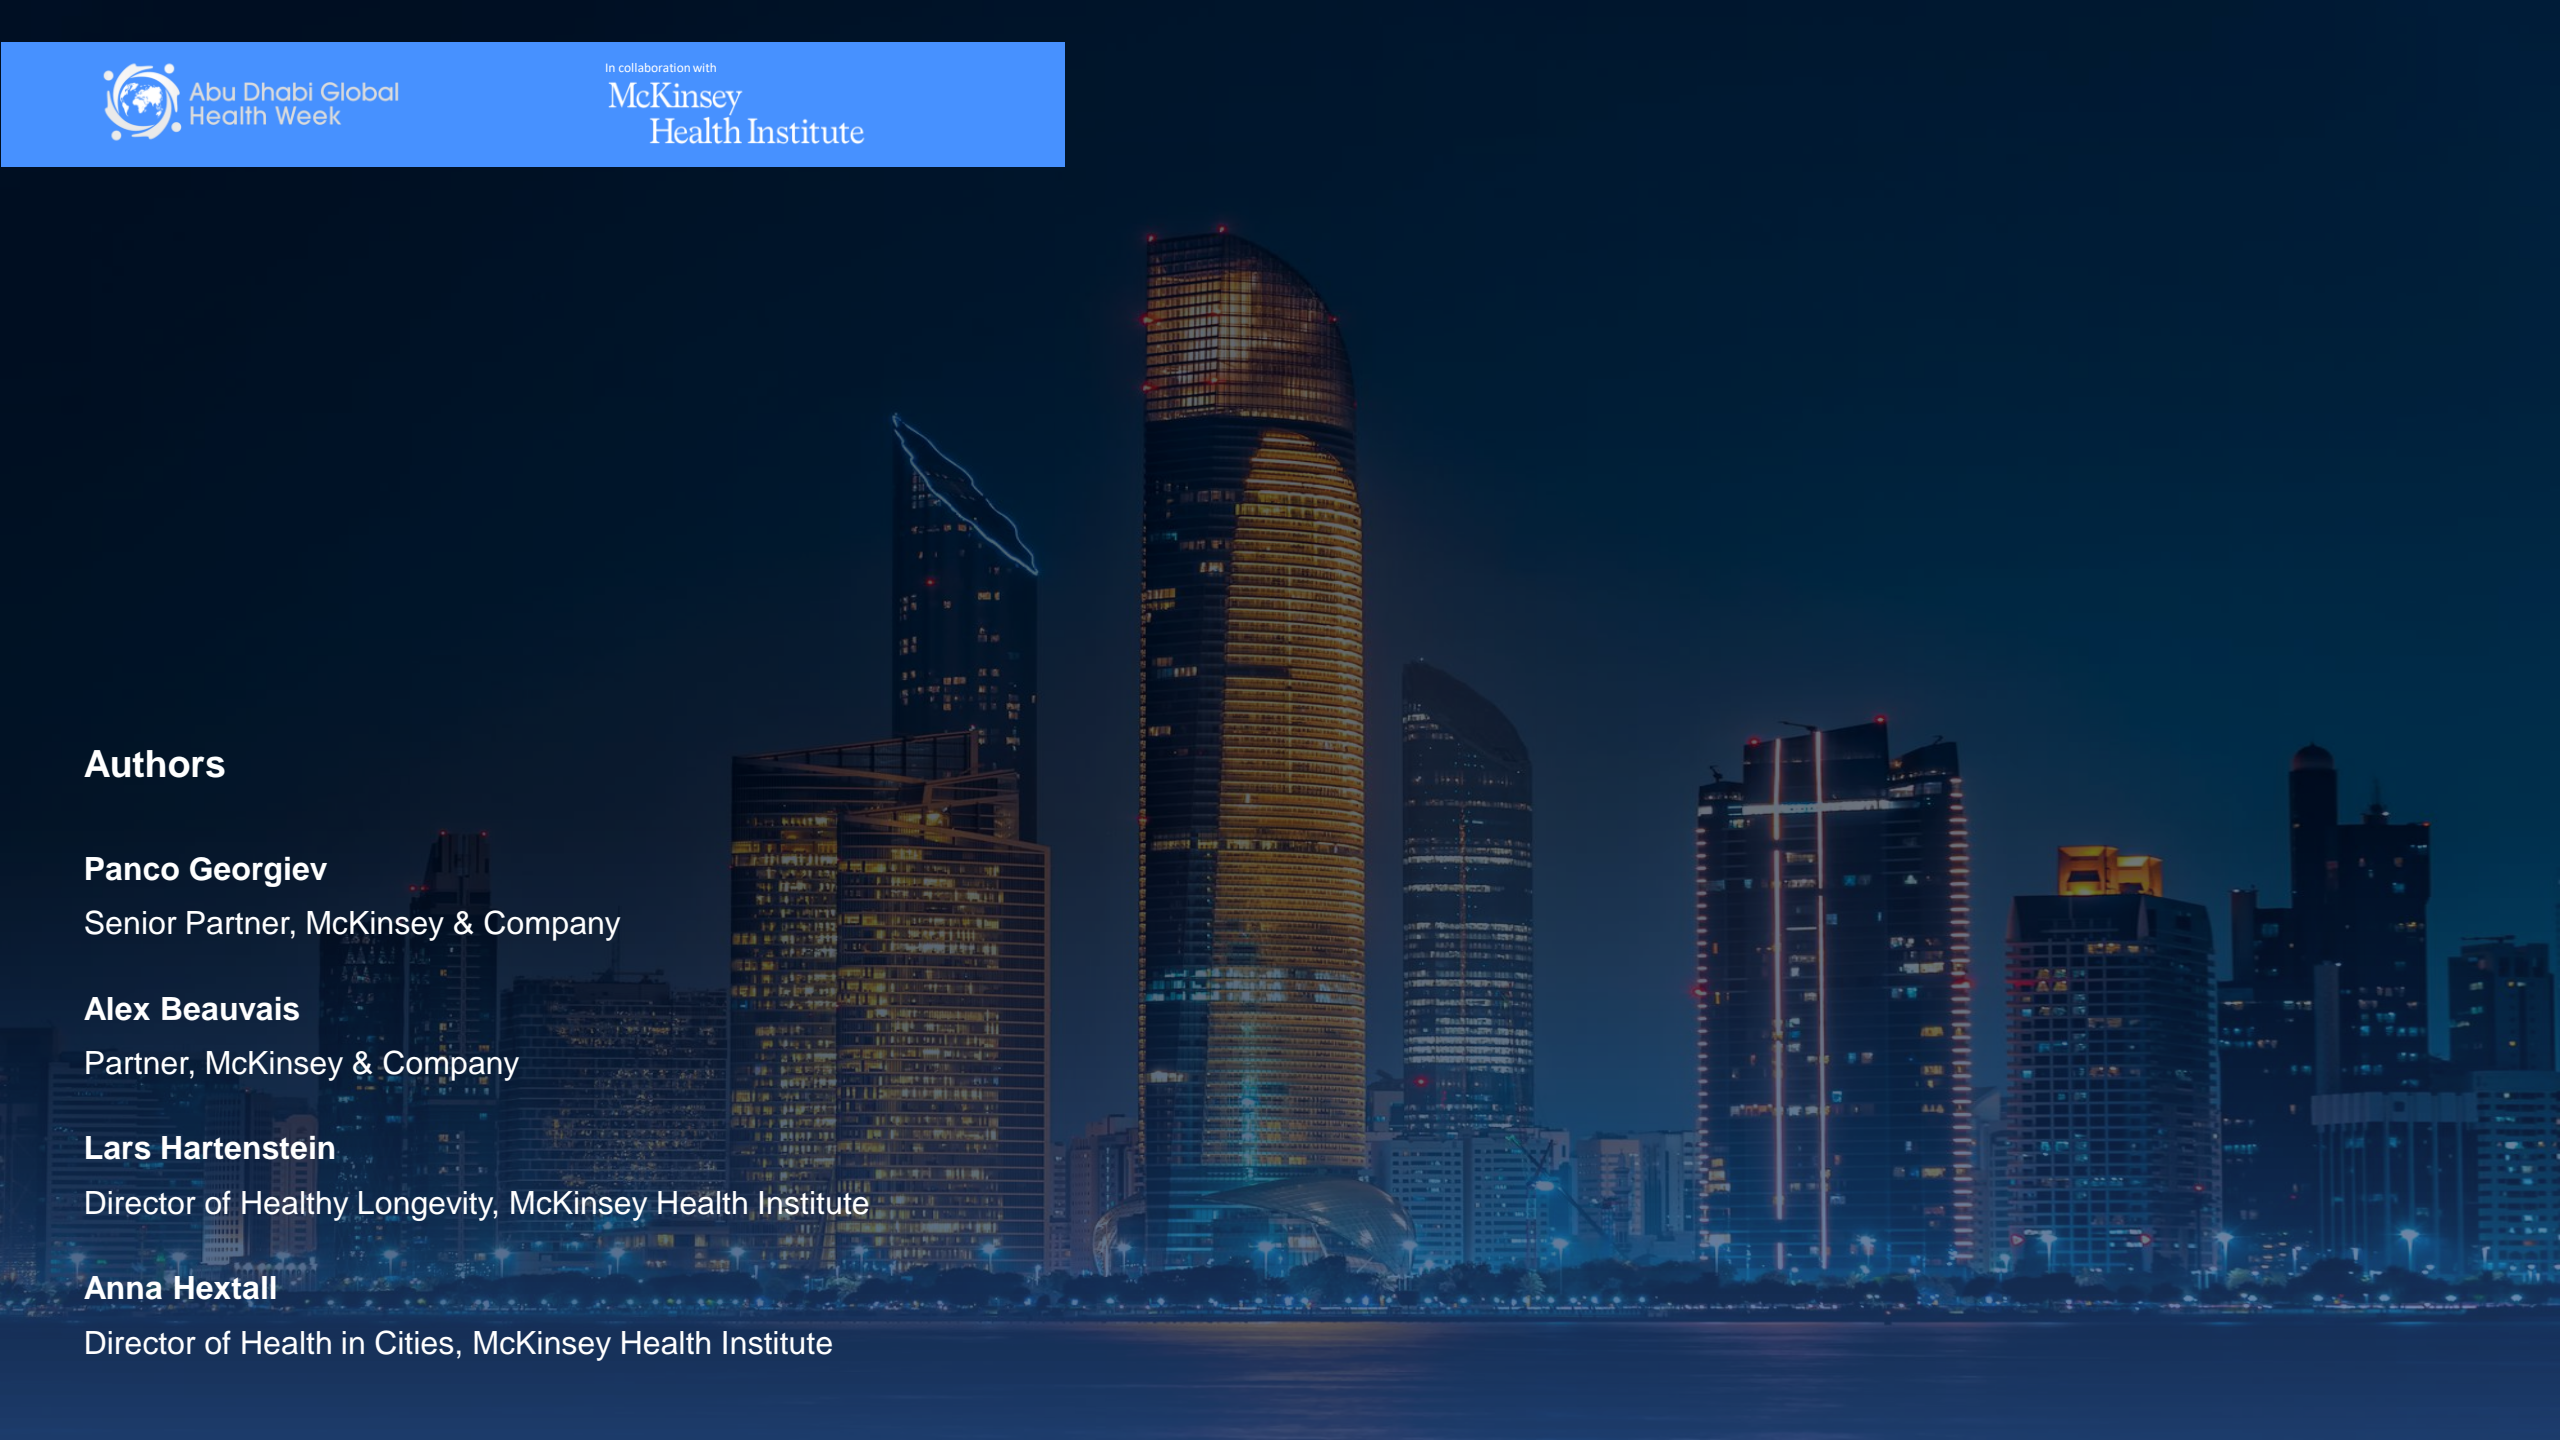 Abu Dhabi Global
Health Week
In collaboration with
McKinsey
Health Institute
Authors
Panco Georgiev
Senior Partner, McKinsey & Company
Alex Beauvais
Partner, McKinsey & Company
Lars Hartenstein
Director of Healthy Longevity, McKinsey Health Institute
Anna Hextall
Director of Health in Cities, McKinsey Health Institute